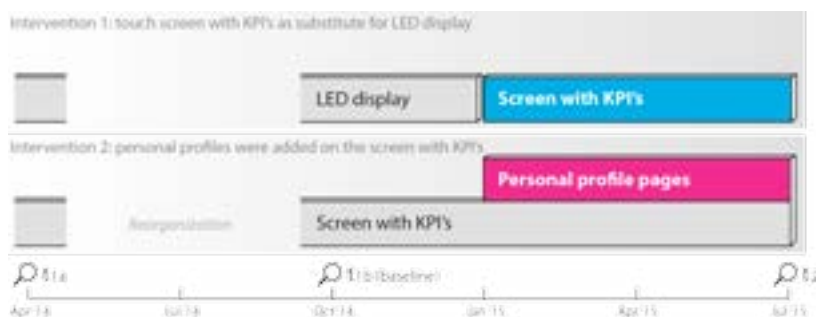 Intervention 1: touch screen with KPI's as substitute for LED display
LED display
Screen with KPI's
Intervention 2: personal profiles were added on the screen with KPI's
Personal profile pages
Reorganization
Screen with KPI's
t1a
t1b (baseline)
Apr'14
Jul'14
Oct'14
Jan'15
Apr'15
Jul'15